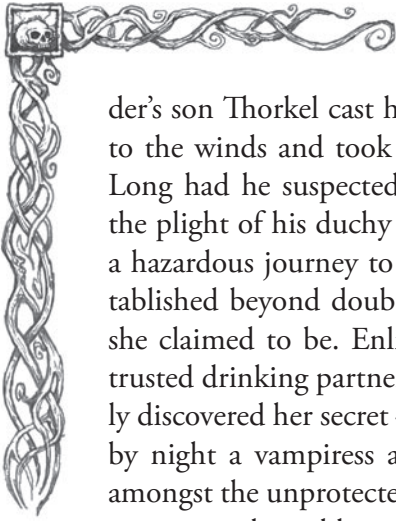 der's son Thorkel cast h
to the winds and took
Long had he suspected
the plight of his duchy
a hazardous journey to
tablished beyond doub
she claimed to be. Enl
trusted drinking partne
ly discovered her secret
by night a vampiress a
amongst the unprotecte